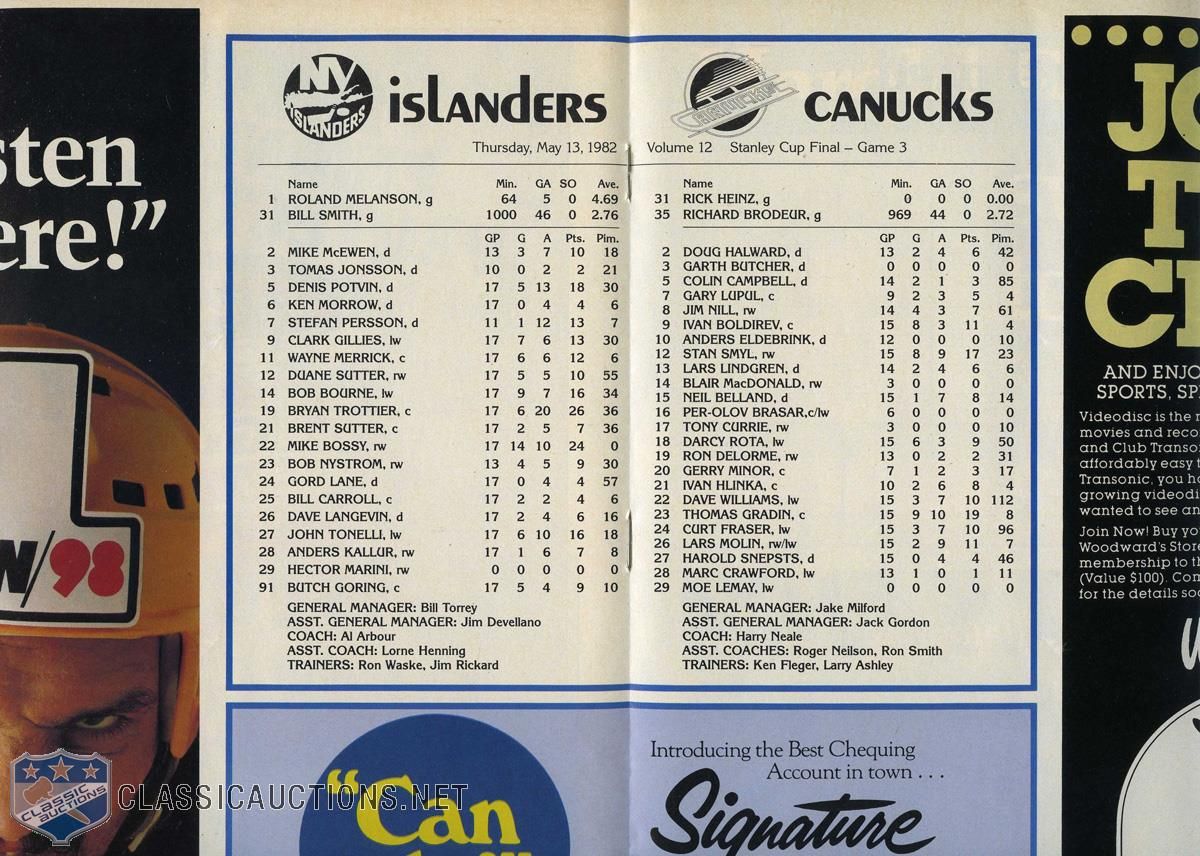 sten
ere!”
W/98
CLASSIC
AUCTIONS
CLASSICAUCTIONS.NET
NY
ISLANDERS
ISLANDERS
Thursday, May 13, 1982
Name Min. GA SO Ave.
1 ROLAND MELANSON, g 64 5 0 4.69
31 BILL SMITH, g 1000 46 0 2.76
GP G A Pts. Pim.
2 MIKE McEWEN, d 13 3 7 10 18
3 TOMAS JONSSON, d 10 0 2 2 21
5 DENIS POTVIN, d 17 5 13 18 30
6 KEN MORROW, d 17 0 4 4 6
7 STEFAN PERSSON, d 11 1 12 13 7
9 CLARK GILLIES, lw 17 7 6 13 30
11 WAYNE MERRICK, c 17 6 6 12 6
12 DUANE SUTTER, rw 17 5 5 10 55
14 BOB BOURNE, lw 17 9 7 16 34
19 BRYAN TROTTIER, c 17 6 20 26 36
21 BRENT SUTTER, c 17 2 5 7 36
22 MIKE BOSSY, rw 17 14 10 24 0
23 BOB NYSTROM, rw 13 4 5 9 30
24 GORD LANE, d 17 0 4 4 57
25 BILL CARROLL, c 17 2 2 4 6
26 DAVE LANGEVIN, d 17 2 4 6 16
27 JOHN TONELLI, lw 17 6 10 16 18
28 ANDERS KALLUR, rw 17 1 6 7 8
29 HECTOR MARINI, rw 0 0 0 0 0
91 BUTCH GORING, c 17 5 4 9 10
GENERAL MANAGER: Bill Torrey
ASST. GENERAL MANAGER: Jim Devellano
COACH: Al Arbour
ASST. COACH: Lorne Henning
TRAINERS: Ron Waske, Jim Rickard
“Can
CANUCKS
CANUCKS
Volume 12 Stanley Cup Final – Game 3
Name Min. GA SO Ave.
31 RICK HEINZ, g 0 0 0 0.00
35 RICHARD BRODEUR, g 969 44 0 2.72
GP G A Pts. Pim.
2 DOUG HALWARD, d 13 2 4 6 42
3 GARTH BUTCHER, d 0 0 0 0 0
5 COLIN CAMPBELL, d 14 2 1 3 85
7 GARY LUPUL, c 9 2 3 5 4
8 JIM NILL, rw 14 4 3 7 61
9 IVAN BOLDIREV, c 15 8 3 11 4
10 ANDERS ELDEBRINK, d 12 0 0 0 10
12 STAN SMYL, rw 15 8 9 17 23
13 LARS LINDGREN, d 14 2 4 6 6
14 BLAIR MacDONALD, rw 3 0 0 0 0
15 NEIL BELLAND, d 15 1 7 8 14
16 PER-OLOV BRASAR,c/lw 6 0 0 0 0
17 TONY CURRIE, rw 3 0 0 0 10
18 DARCY ROTA, lw 15 6 3 9 50
19 RON DELORME, rw 13 0 2 2 31
20 GERRY MINOR, c 7 1 2 3 17
21 IVAN HLINKA, c 10 2 6 8 4
22 DAVE WILLIAMS, lw 15 3 7 10 112
23 THOMAS GRADIN, c 15 9 10 19 8
24 CURT FRASER, lw 15 3 7 10 96
26 LARS MOLIN, rw/lw 15 2 9 11 7
27 HAROLD SNEPSTS, d 15 0 4 4 46
28 MARC CRAWFORD, lw 13 1 0 1 11
29 MOE LEMAY, lw 0 0 0 0 0
GENERAL MANAGER: Jake Milford
ASST. GENERAL MANAGER: Jack Gordon
COACH: Harry Neale
ASST. COACHES: Roger Neilson, Ron Smith
TRAINERS: Ken Fleger, Larry Ashley
Introducing the Best Chequing
Account in town . . .
Signature
JO
T
CL
AND ENJO
SPORTS, SP
Videodisc is the
movies and reco
and Club Transo
affordably easy
Transonic, you ha
growing videodi
wanted to see an
Join Now! Buy yo
Woodward's Store
membership to th
(Value $100). Com
for the details soo